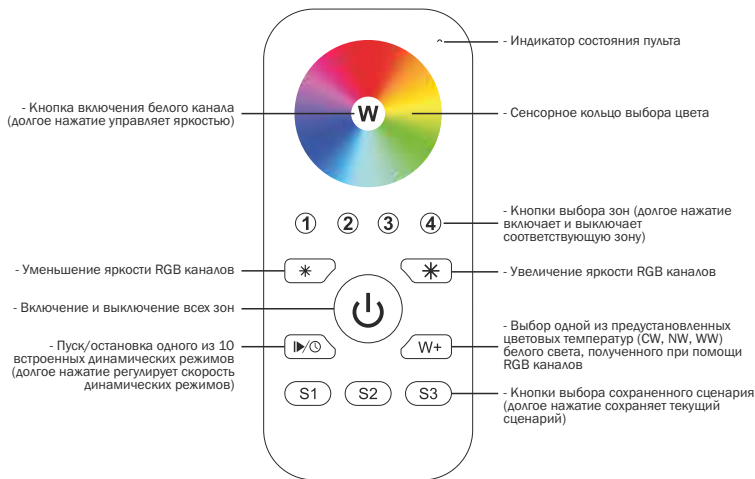 - Индикатор состояния пульта
- Кнопка включения белого канала
(долгое нажатие управляет яркостью)
W
- Сенсорное кольцо выбора цвета
1 2 3 4
- Кнопки выбора зон (долгое нажатие
включает и выключает
соответствующую зону)
- Уменьшение яркости RGB каналов
- Увеличение яркости RGB каналов
- Включение и выключение всех зон
- Пуск/остановка одного из 10
встроенных динамических режимов
(долгое нажатие регулирует скорость
динамических режимов)
W+
- Выбор одной из предустановленных
цветовых температур (CW, NW, WW)
белого света, полученного при помощи
RGB каналов
S1 S2 S3
- Кнопки выбора сохраненного сценария
(долгое нажатие сохраняет текущий
сценарий)